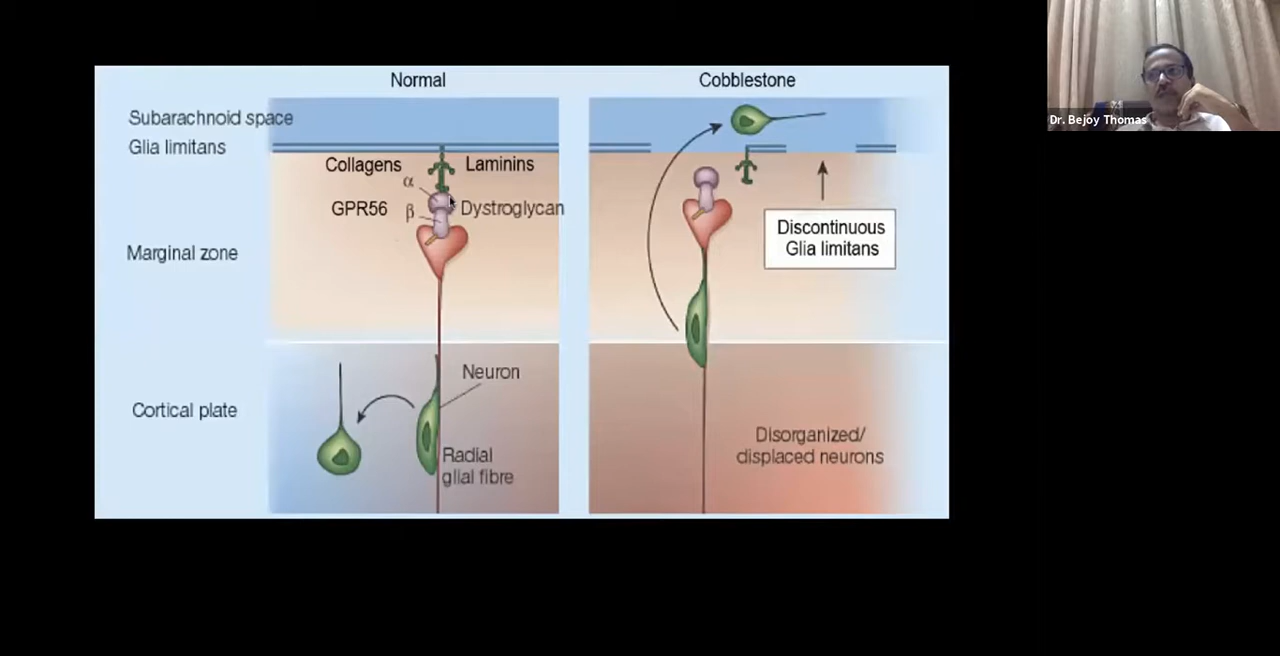 Normal
Cobblestone
Subarachnoid space
Glia limitans
Collagens
Laminins
α
GPR56
β
Dystroglycan
Marginal zone
Neuron
Cortical plate
Radial
glial fibre
Discontinuous
Glia limitans
Disorganized/
displaced neurons
Dr. Bejoy Thomas